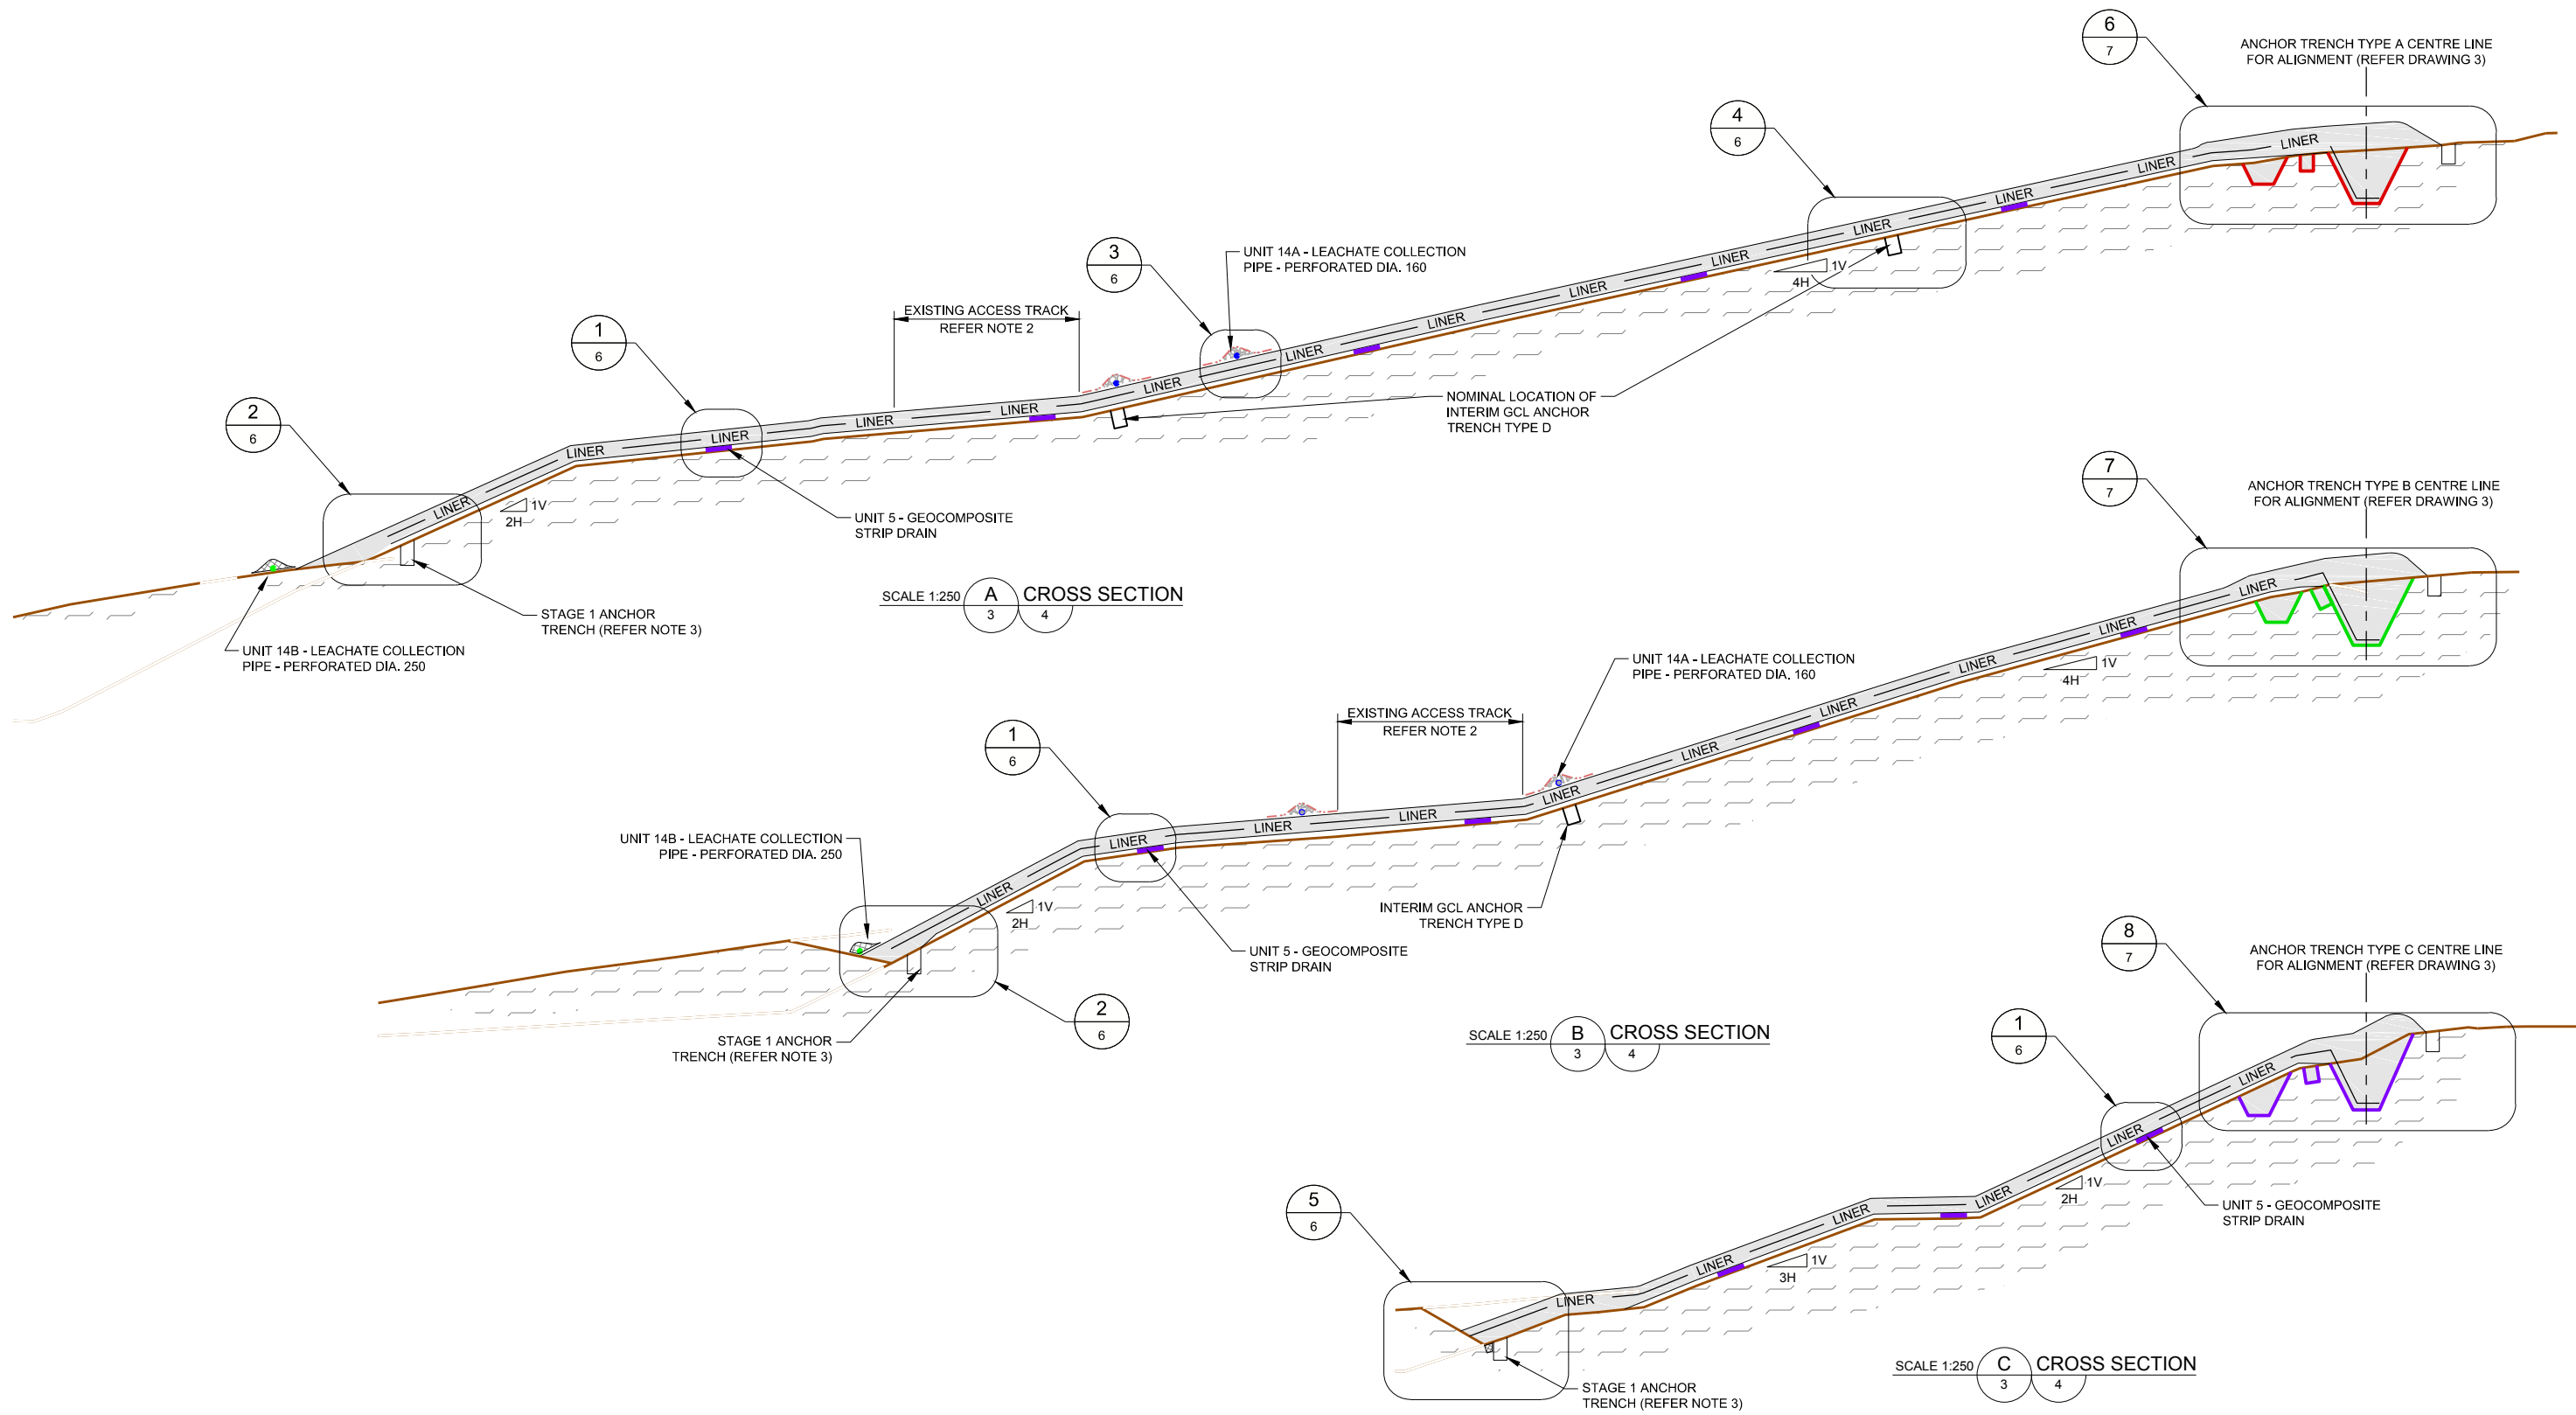 6
7
ANCHOR TRENCH TYPE A CENTRE LINE
FOR ALIGNMENT (REFER DRAWING 3)
4
6
3
6
UNIT 14A - LEACHATE COLLECTION
PIPE - PERFORATED DIA. 160
EXISTING ACCESS TRACK
REFER NOTE 2
1
6
2
6
LINER
LINER
LINER
LINER
LINER
LINER
LINER
LINER
LINER
LINER
LINER
LINER
LINER
LINER
1V
4H
NOMINAL LOCATION OF
INTERIM GCL ANCHOR
TRENCH TYPE D
1V
2H
UNIT 5 - GEOCOMPOSITE
STRIP DRAIN
STAGE 1 ANCHOR
TRENCH (REFER NOTE 3)
UNIT 14B - LEACHATE COLLECTION
PIPE - PERFORATED DIA. 250
SCALE 1:250
A
3
CROSS SECTION
4
7
7
ANCHOR TRENCH TYPE B CENTRE LINE
FOR ALIGNMENT (REFER DRAWING 3)
UNIT 14A - LEACHATE COLLECTION
PIPE - PERFORATED DIA. 160
EXISTING ACCESS TRACK
REFER NOTE 2
1
6
LINER
LINER
LINER
LINER
LINER
LINER
LINER
LINER
LINER
LINER
1V
4H
UNIT 14B - LEACHATE COLLECTION
PIPE - PERFORATED DIA. 250
1V
2H
INTERIM GCL ANCHOR
TRENCH TYPE D
UNIT 5 - GEOCOMPOSITE
STRIP DRAIN
2
6
STAGE 1 ANCHOR
TRENCH (REFER NOTE 3)
SCALE 1:250
B
3
CROSS SECTION
4
8
7
ANCHOR TRENCH TYPE C CENTRE LINE
FOR ALIGNMENT (REFER DRAWING 3)
1
6
LINER
LINER
LINER
LINER
LINER
LINER
1V
2H
UNIT 5 - GEOCOMPOSITE
STRIP DRAIN
5
6
1V
3H
STAGE 1 ANCHOR
TRENCH (REFER NOTE 3)
SCALE 1:250
C
3
CROSS SECTION
4